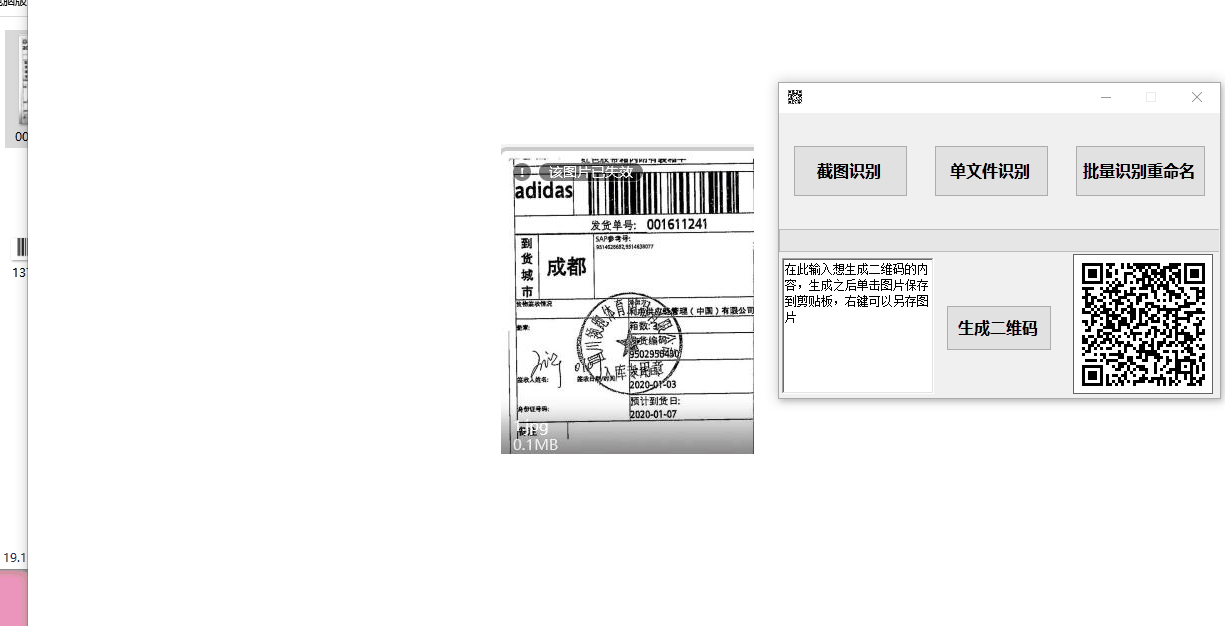 00
19.1
该图片已失效
adidas
发货单号: 001611241
到货城市
成都
SAP参考号:
货物签收情况
利丰供应链管理（中国）有限公司
箱数: 3
发货编码:
9502950430
2020-01-03
签收人姓名:
签收日期/时间:
入库专用章
身份证号码:
预计到货日:
2020-01-07
备注
1.jpg
0.1MB
截图识别
单文件识别
批量识别重命名
在此输入想生成二维码的内
容，生成之后单击图片保存
到剪贴板，右键可以另存图
片
生成二维码